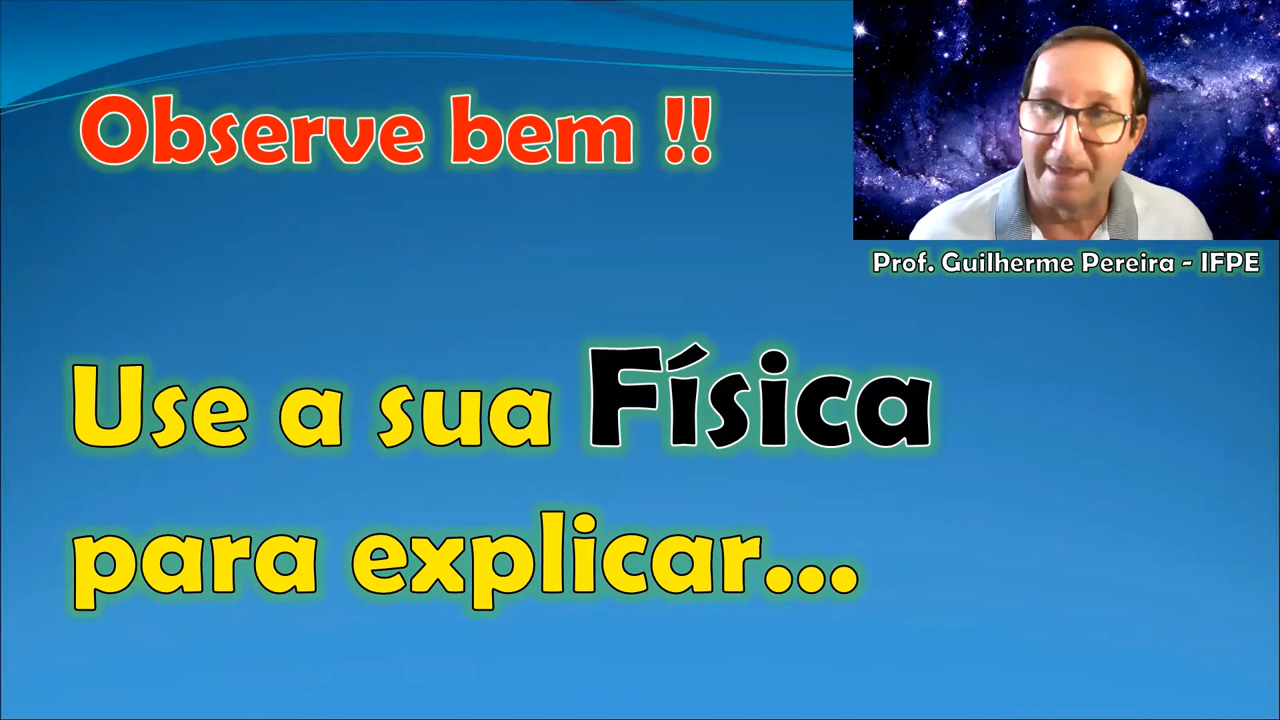 Observe bem !!
Prof. Guilherme Pereira - IFPE
Use a sua Física
para explicar...